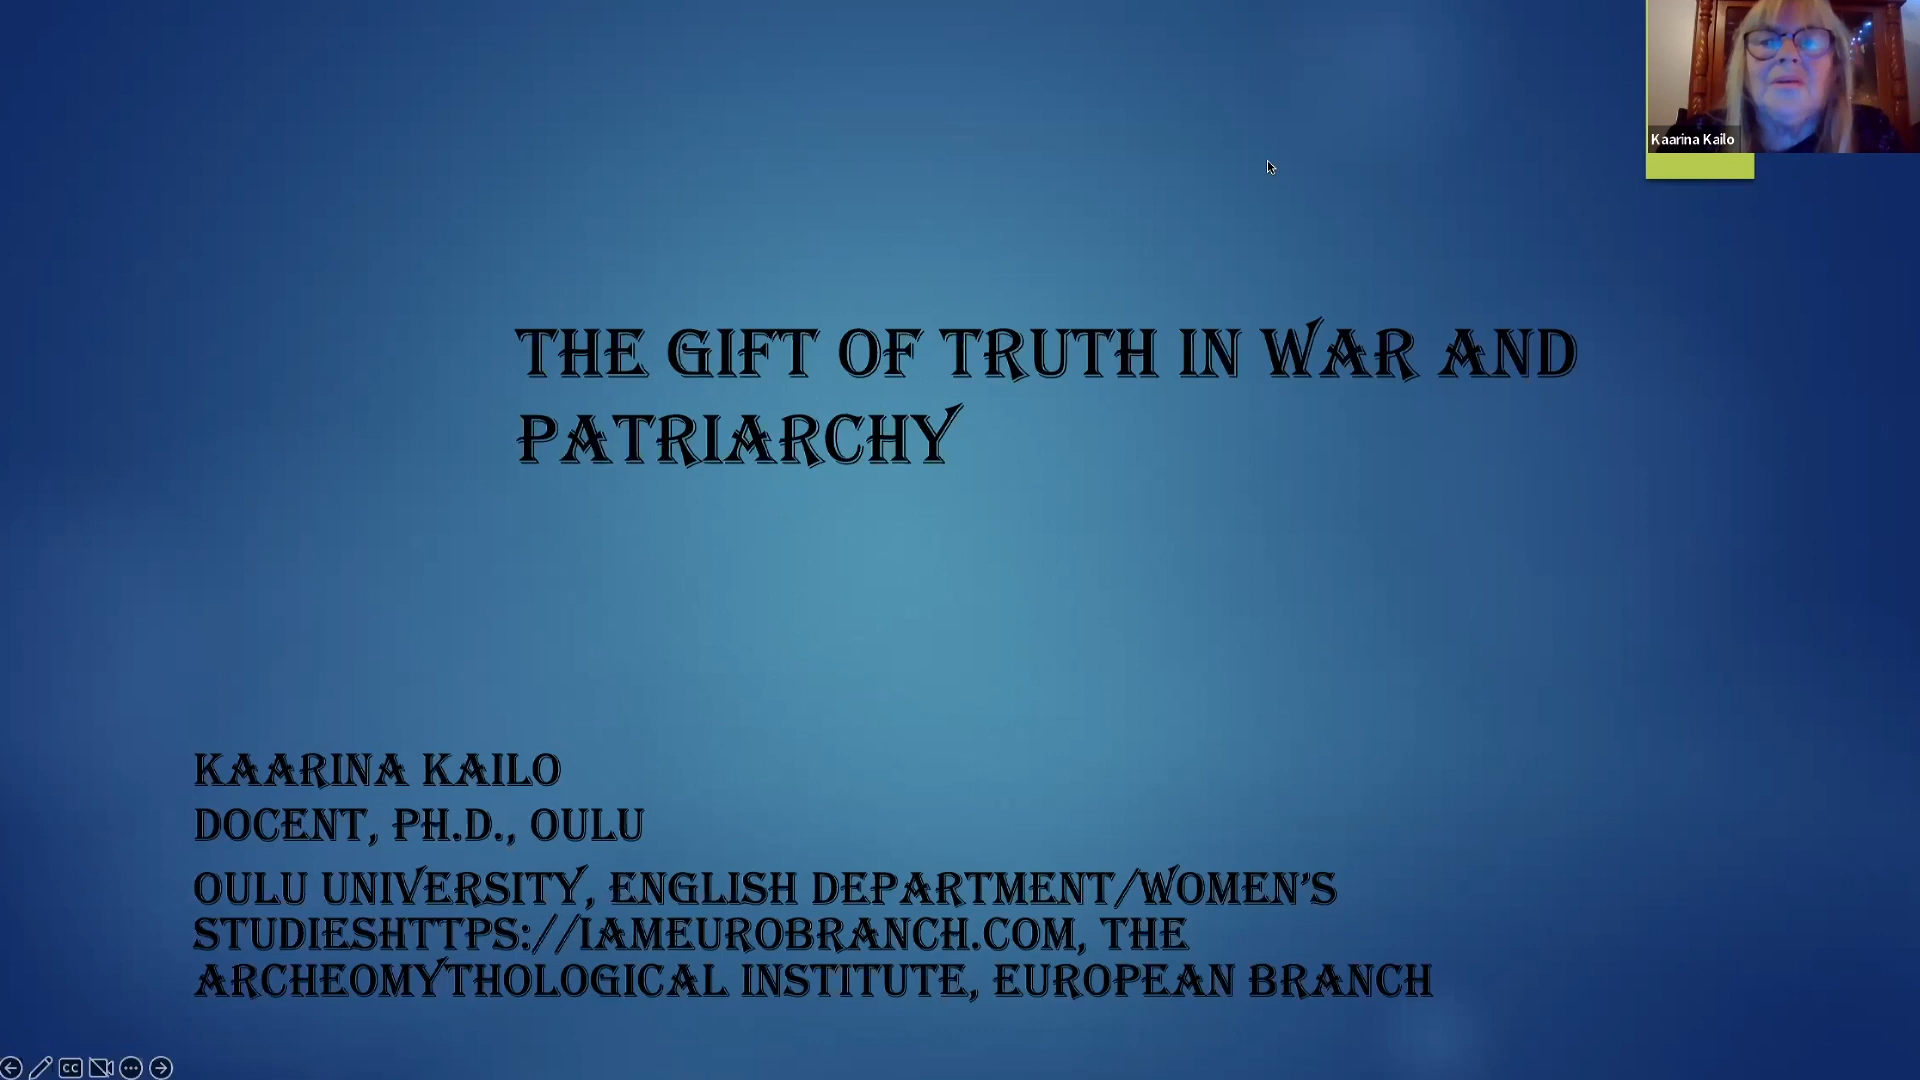 Kaarina Kailo
THE GIFT OF TRUTH IN WAR AND
PATRIARCHY
KAARINA KAILO
DOCENT, PH.D., OULU
OULU UNIVERSITY, ENGLISH DEPARTMENT/WOMEN’S
STUDIESHTTPS://IAMEUROBRANCH.COM, THE
ARCHEOMYTHOLOGICAL INSTITUTE, EUROPEAN BRANCH
CC